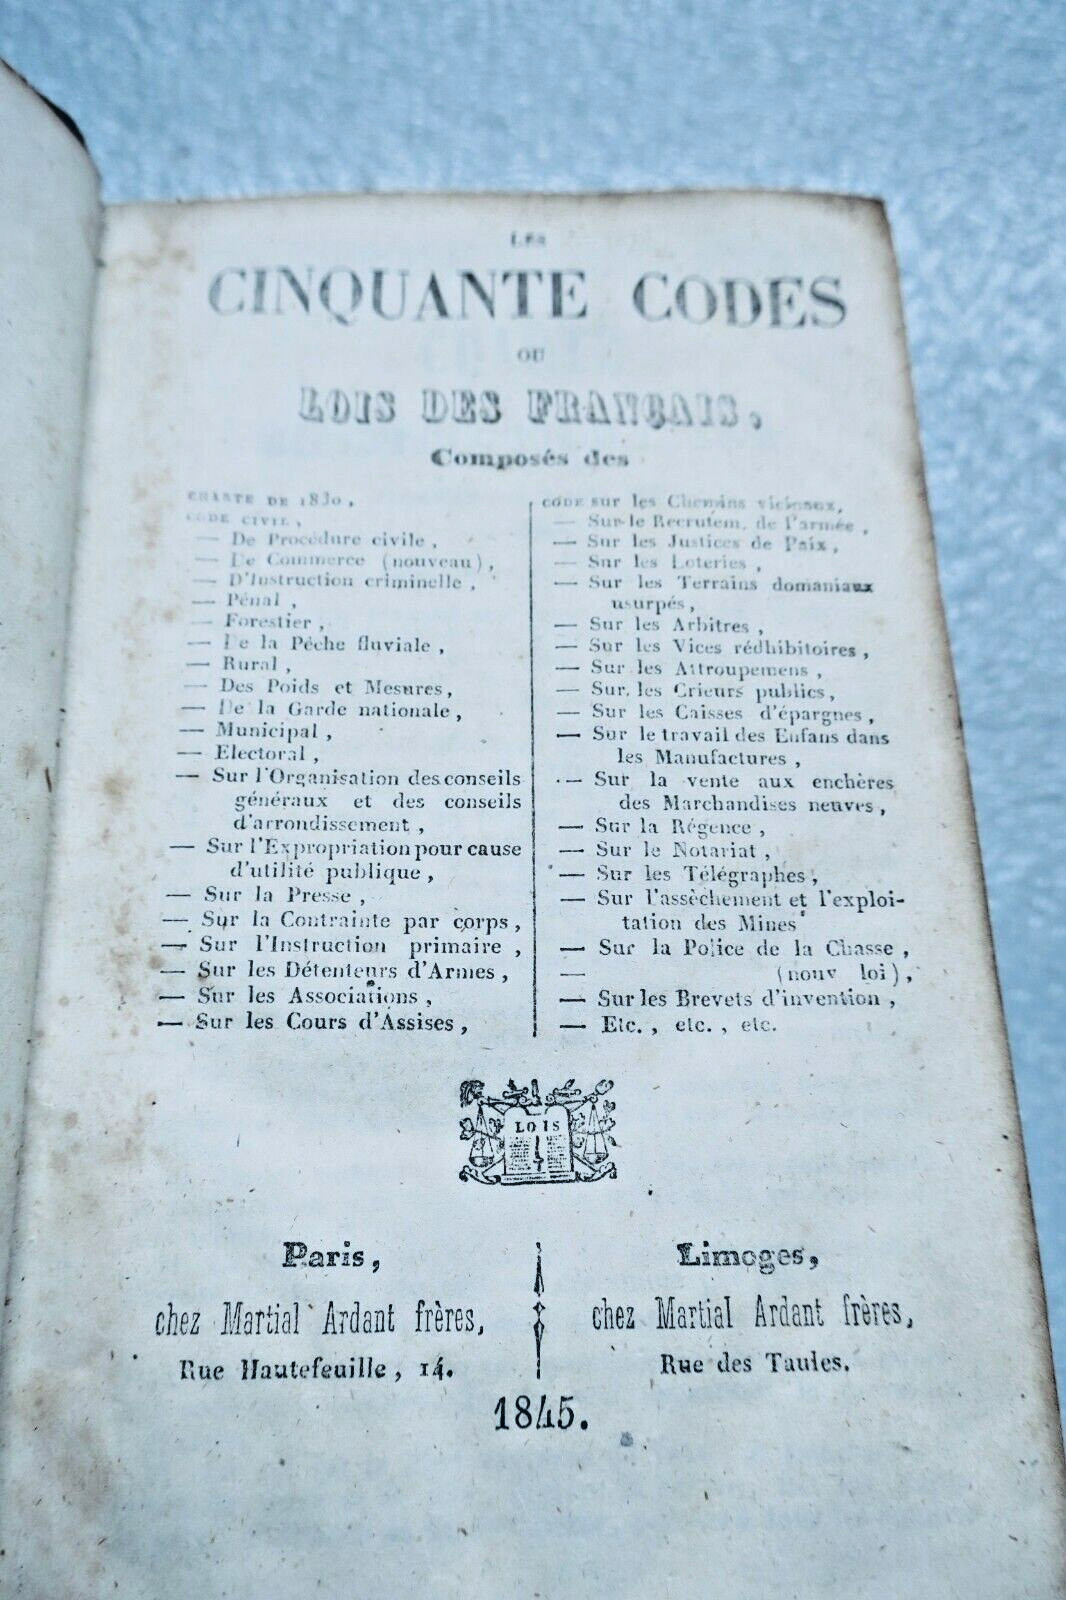 LES
CINQUANTE CODES
OU
LOIS DES FRANÇAIS,
Composés des
CHARTE DE 1830,
CODE CIVIL,
— De Procédure civile,
— De Commerce (nouveau),
— D'Instruction criminelle,
— Pénal,
— Forestier,
— De la Pêche fluviale,
— Rural,
— Des Poids et Mesures,
— De la Garde nationale,
— Municipal,
— Electoral,
— Sur l'Organisation des conseils
généraux et des conseils
d'arrondissement,
— Sur l'Expropriation pour cause
d'utilité publique,
— Sur la Presse,
— Sur la Contrainte par corps,
— Sur l'Instruction primaire,
— Sur les Détenteurs d'Armes,
— Sur les Associations,
— Sur les Cours d'Assises,
CODE sur les Chemins vicinaux,
— Sur le Recrutem. de l'armée,
— Sur les Justices de Paix,
— Sur les Loteries,
— Sur les Terrains domaniaux
usurpés,
— Sur les Arbitres,
— Sur les Vices rédhibitoires,
— Sur les Attroupemens,
— Sur les Crieurs publics,
— Sur les Caisses d'épargnes,
— Sur le travail des Enfans dans
les Manufactures,
— Sur la vente aux enchères
des Marchandises neuves,
— Sur la Régence,
— Sur le Notariat,
— Sur les Télégraphes,
— Sur l'assèchement et l'exploi-
tation des Mines
— Sur la Police de la Chasse,
— (nouv loi),
— Sur les Brevets d'invention,
— Etc., etc., etc.
LOIS
Paris,
chez Martial Ardant frères,
Rue Hautefeuille, 14.
Limoges,
chez Martial Ardant frères,
Rue des Taules.
1845.